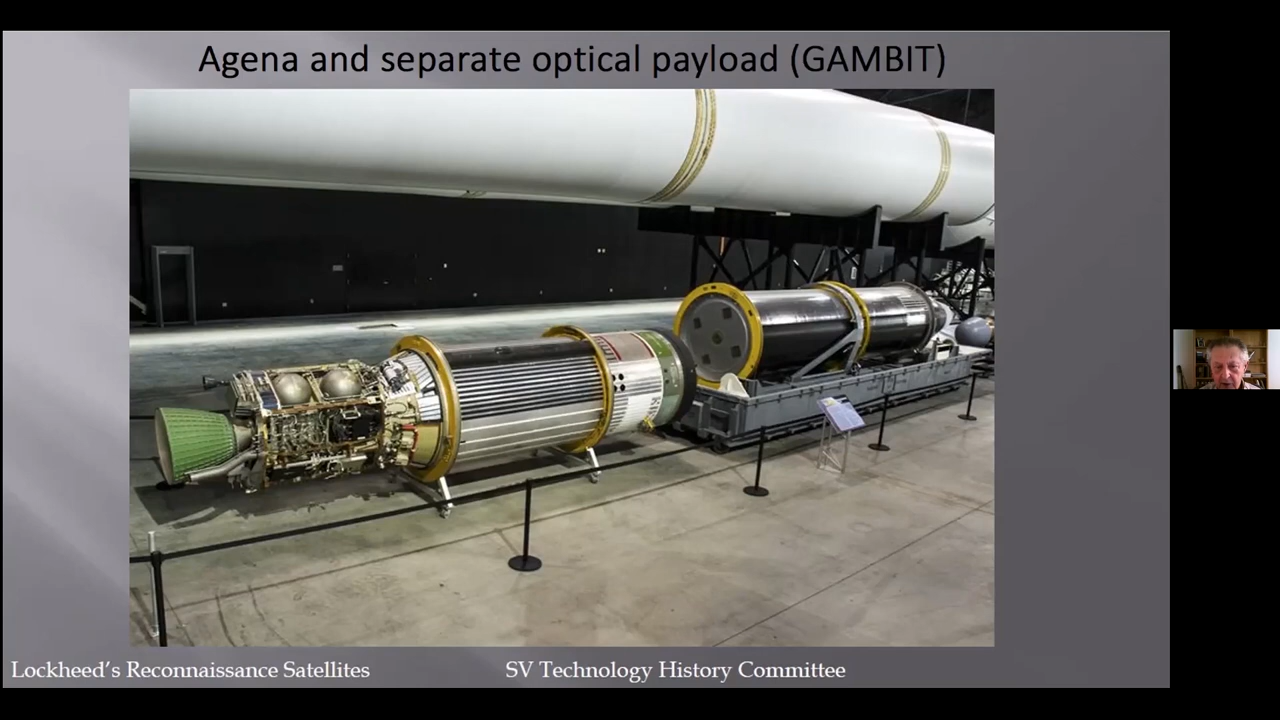 Agena and separate optical payload (GAMBIT)
Lockheed’s Reconnaissance Satellites
SV Technology History Committee